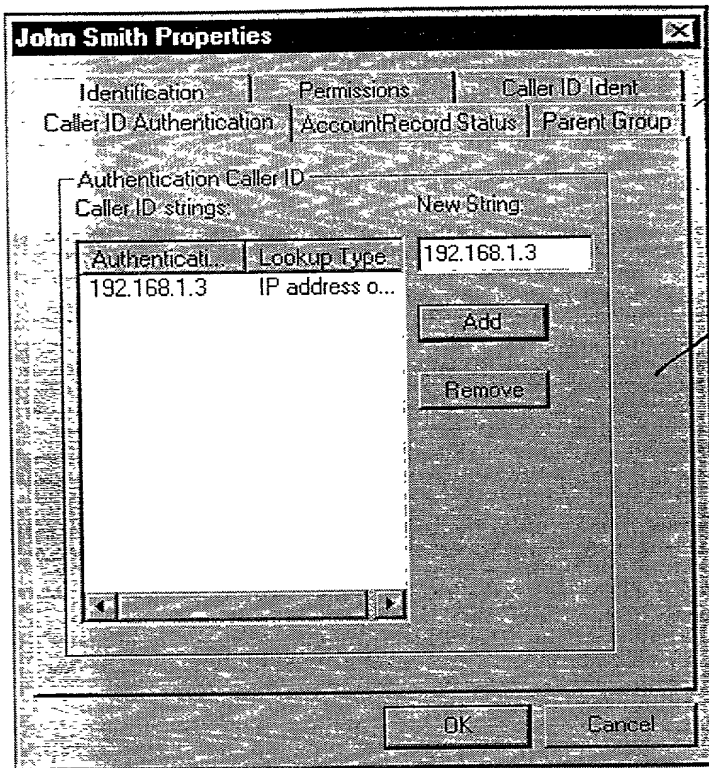 John Smith Properties
Identification Permissions Caller ID Ident
Caller ID Authentication AccountRecord Status Parent Group
Authentication Caller ID
Caller ID strings: New String:
Authenticati... Lookup Type 192.168.1.3
192.168.1.3 IP address o...
Add
Remove
OK Cancel